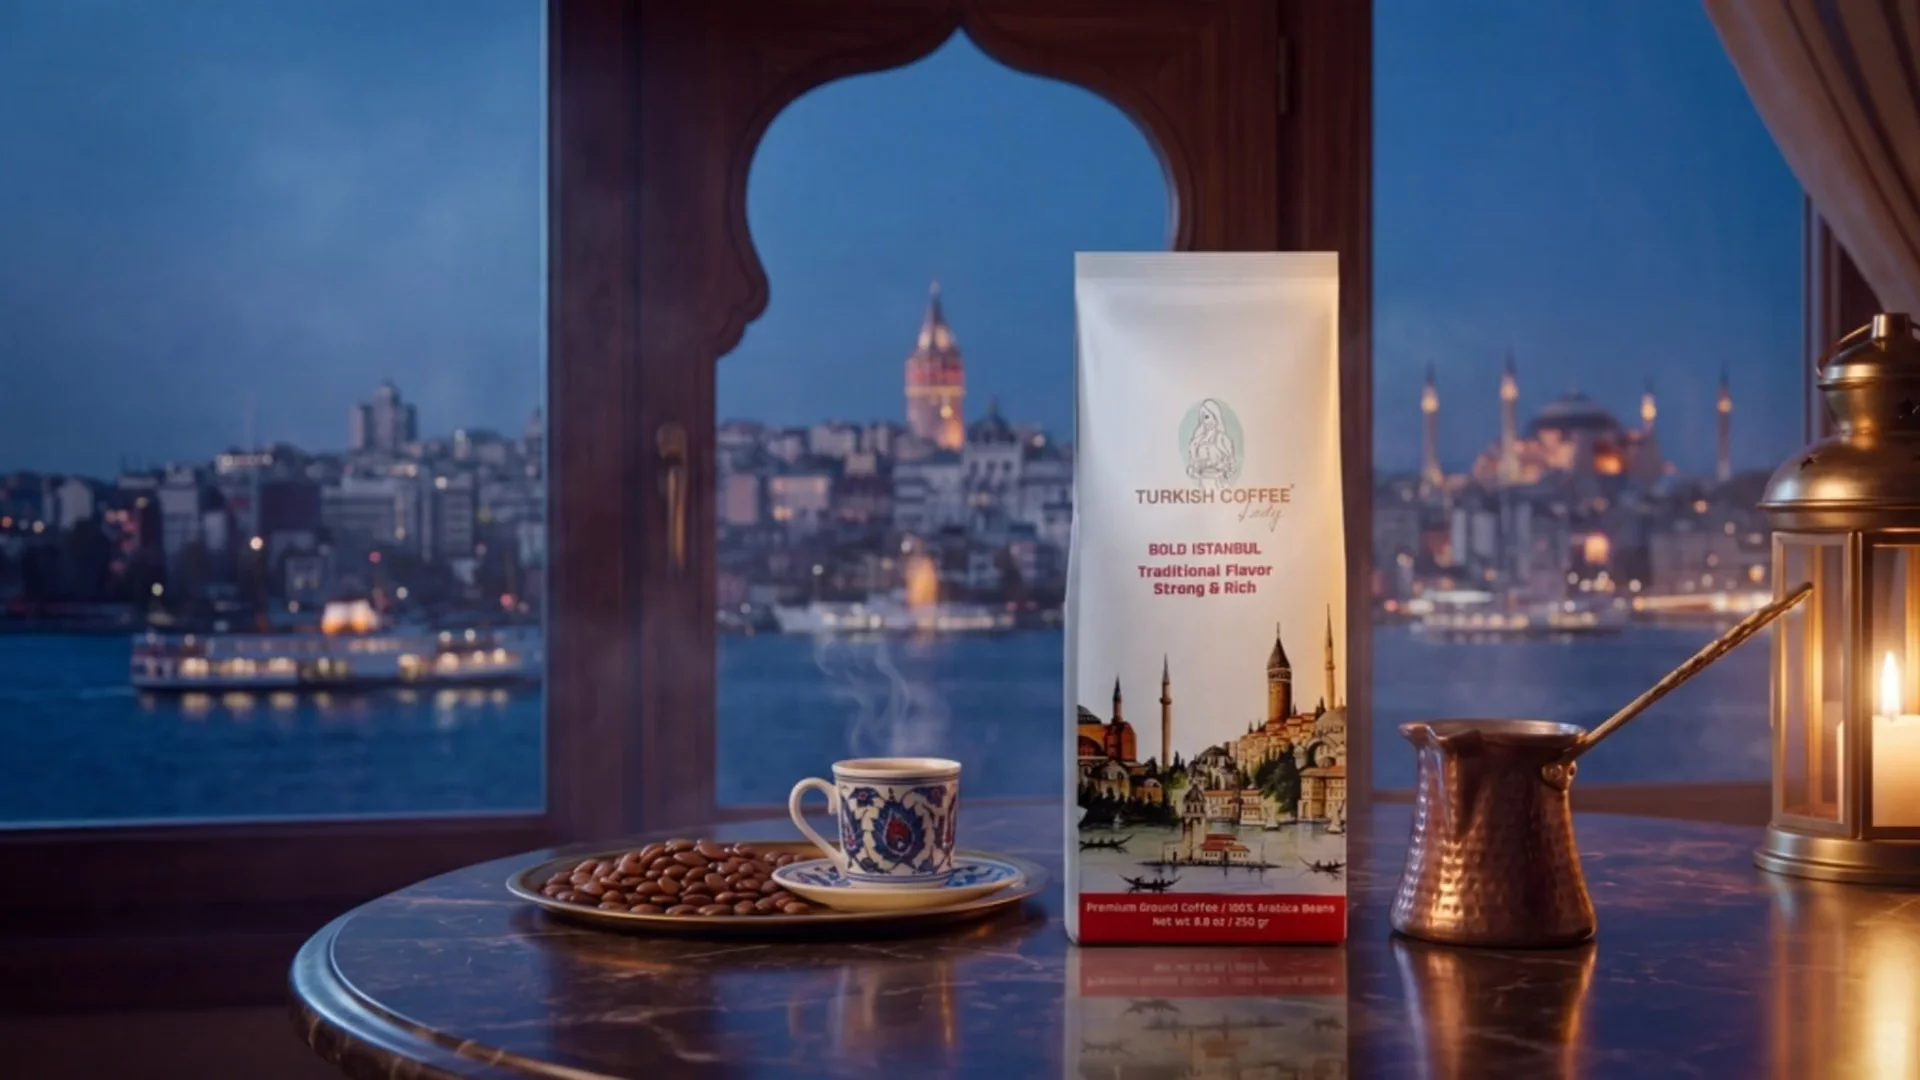 TURKISH COFFEE®
Lady
BOLD ISTANBUL
Traditional Flavor
Strong & Rich
Premium Ground Coffee / 100% Arabica Beans
Net wt 8.8 oz / 250 gr